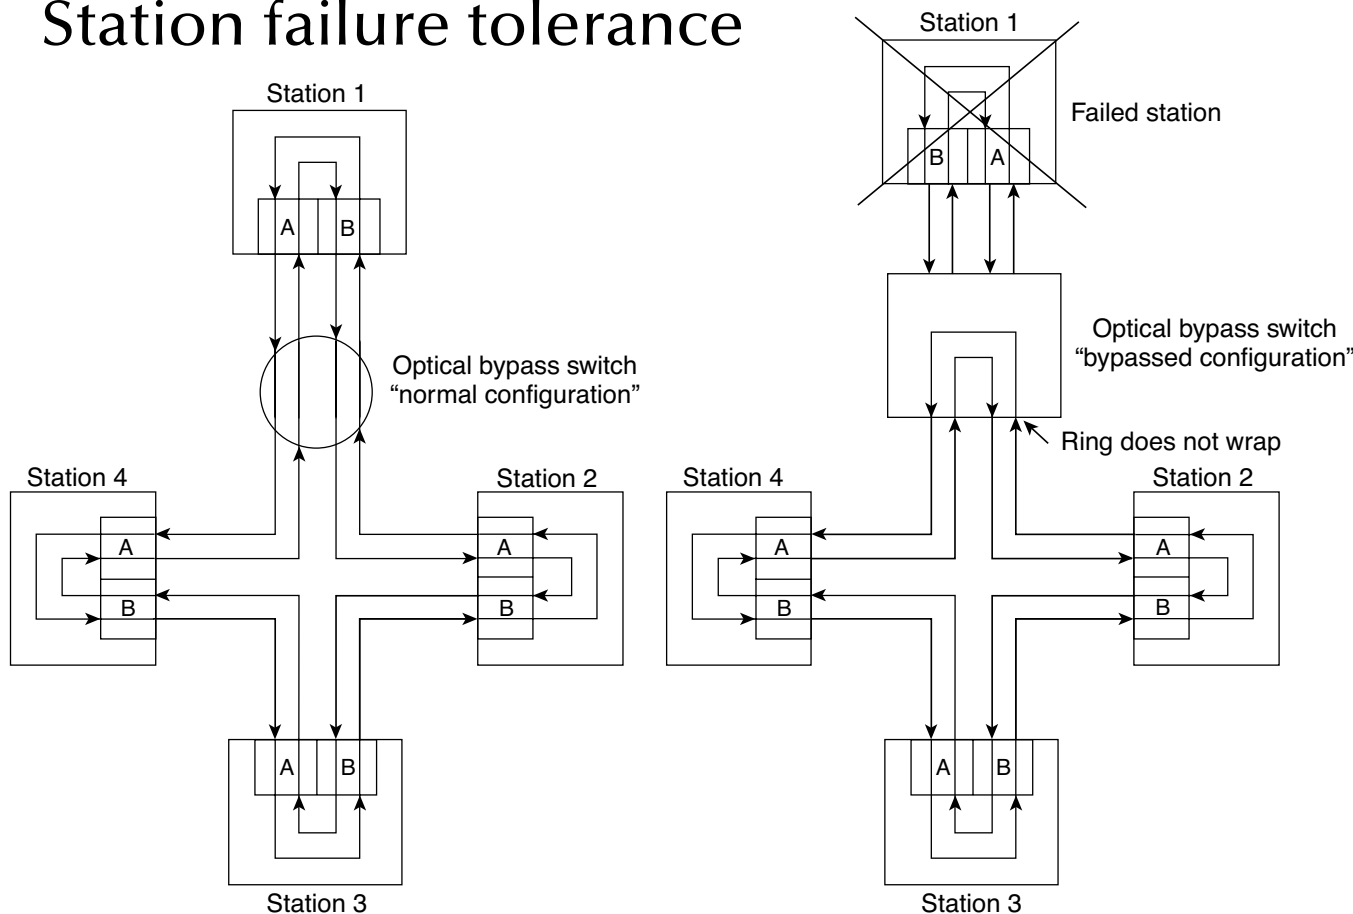 Station failure tolerance
Station 1
A B
Optical bypass switch
“normal configuration”
Station 4
A
B
Station 2
A
B
A B
Station 3
Station 1
Failed station
B A
Optical bypass switch
“bypassed configuration”
Ring does not wrap
Station 4
A
B
Station 2
A
B
A B
Station 3